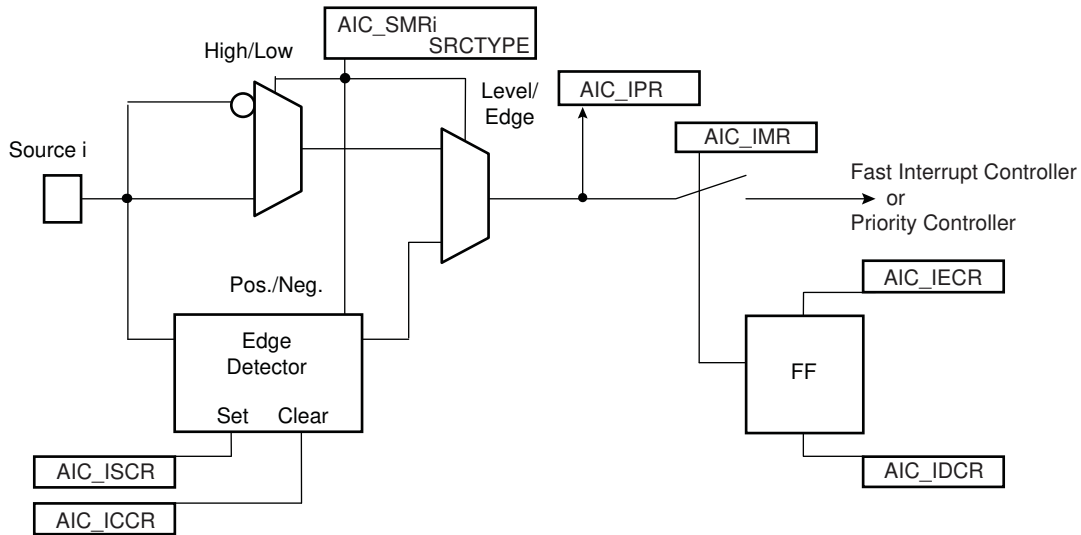 AIC_SMRi
SRCTYPE
High/Low
Level/
Edge
AIC_IPR
AIC_IMR
Source i
Fast Interrupt Controller
or
Priority Controller
Pos./Neg.
AIC_IECR
Edge
Detector
FF
Set Clear
AIC_ISCR
AIC_IDCR
AIC_ICCR